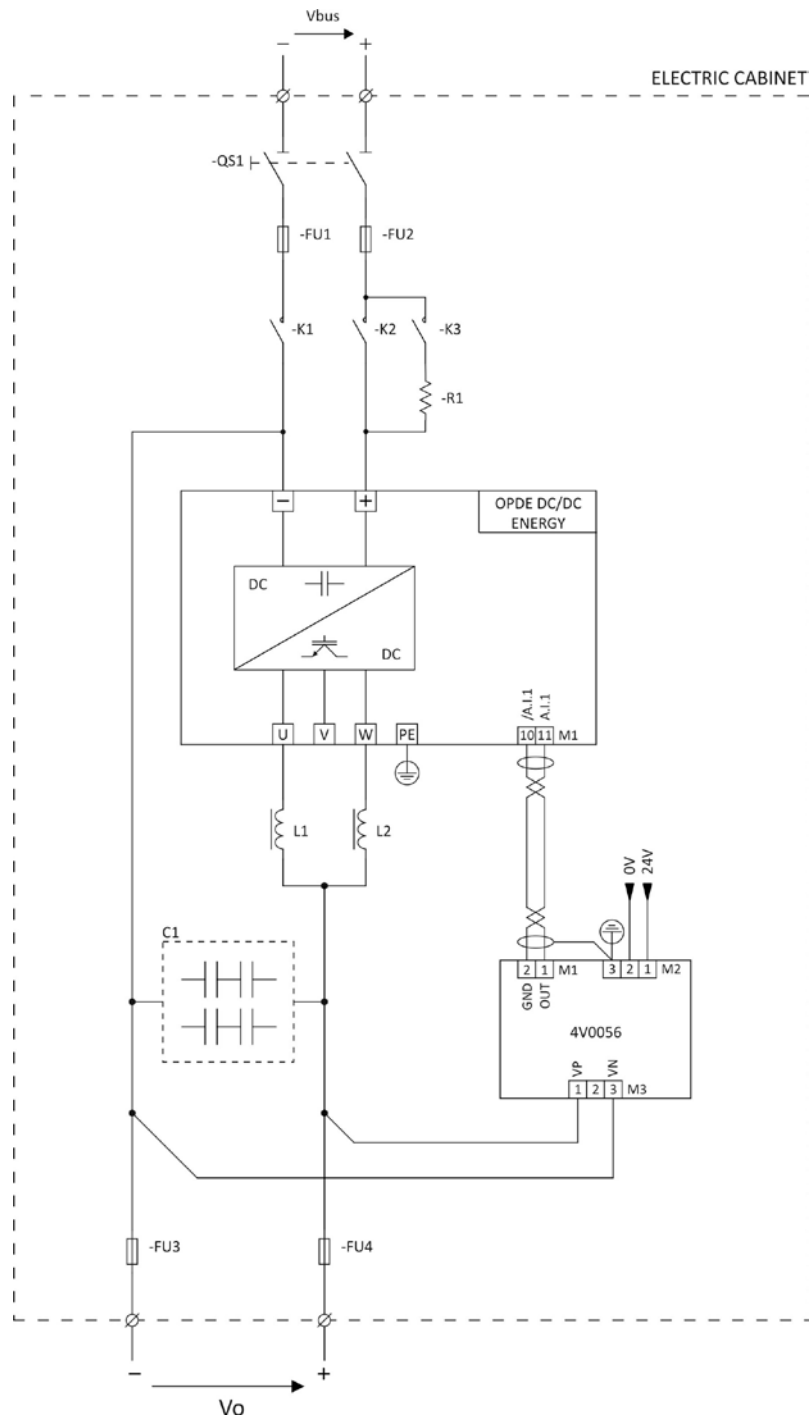 Vbus
− +
ELECTRIC CABINET
-QS1
-FU1 -FU2
-K1 -K2 -K3
-R1
− +
OPDE DC/DC
ENERGY
DC
DC
/A.I.1
A.I.1
U V W PE 10 11 M1
L1 L2
0V
24V
C1
2 1 M1 3 2 1 M2
GND
OUT
4V0056
VP
VN
1 2 3 M3
-FU3 -FU4
− +
Vo